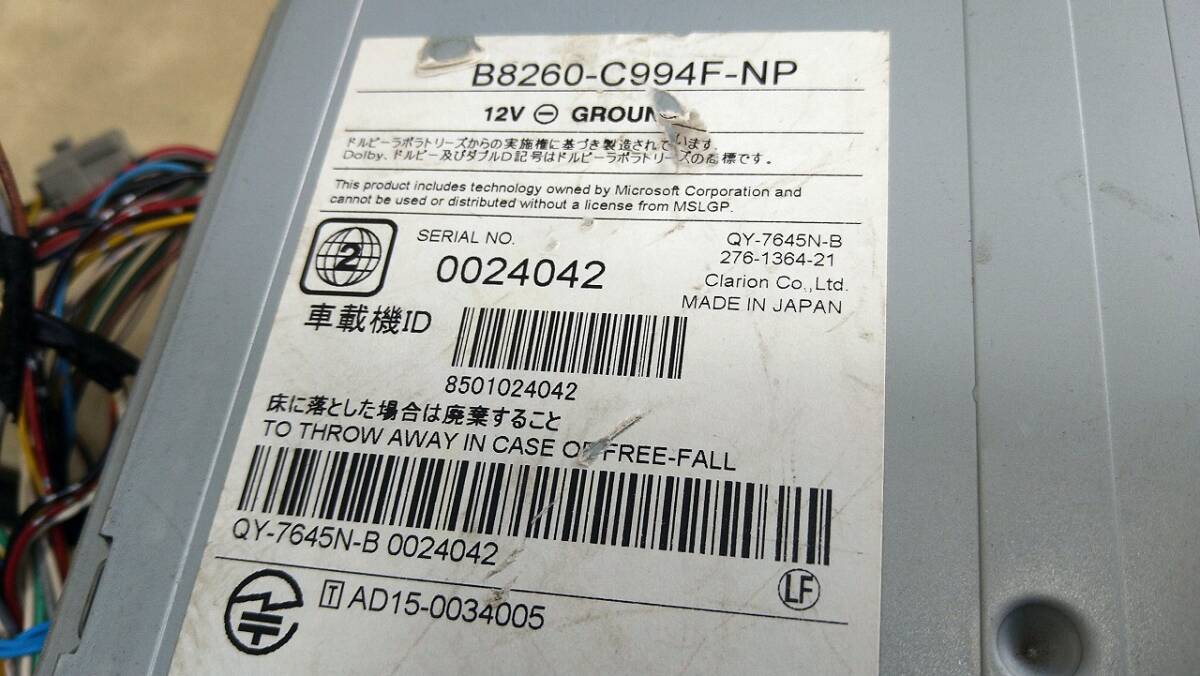 B8260-C994F-NP
12V ⊖ GROUND
ドルビーラボラトリーズからの実施権に基づき製造されています.
Dolby、ドルビー及びダブルD記号はドルビーラボラトリーズの商標です。
This product includes technology owned by Microsoft Corporation and
cannot be used or distributed without a license from MSLGP.
2
SERIAL NO.
0024042
QY-7645N-B
276-1364-21
Clarion Co.,Ltd.
MADE IN JAPAN
車載機ID
8501024042
床に落とした場合は廃棄すること
TO THROW AWAY IN CASE OF FREE-FALL
QY-7645N-B 0024042
LF
T AD15-0034005